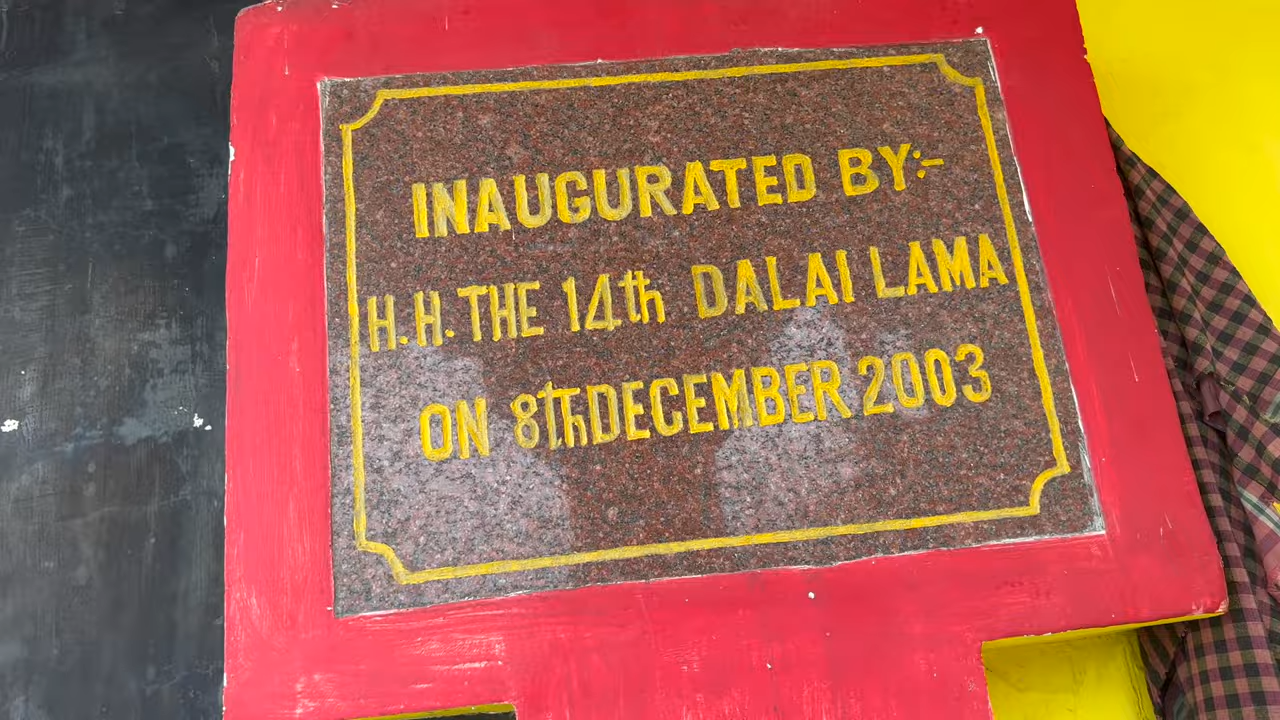 INAUGURATED BY:-
H.H. THE 14th DALAI LAMA
ON 8th DECEMBER 2003